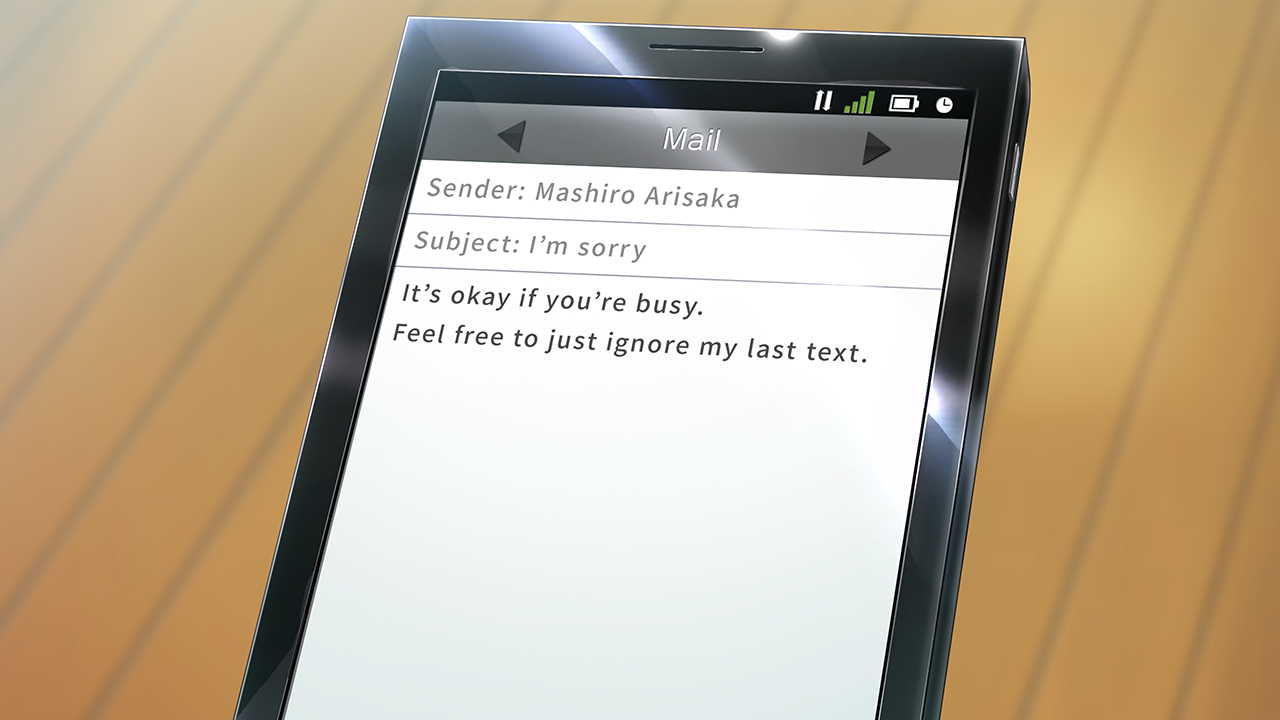 Mail
Sender: Mashiro Arisaka
Subject: I’m sorry
It’s okay if you’re busy.
Feel free to just ignore my last text.